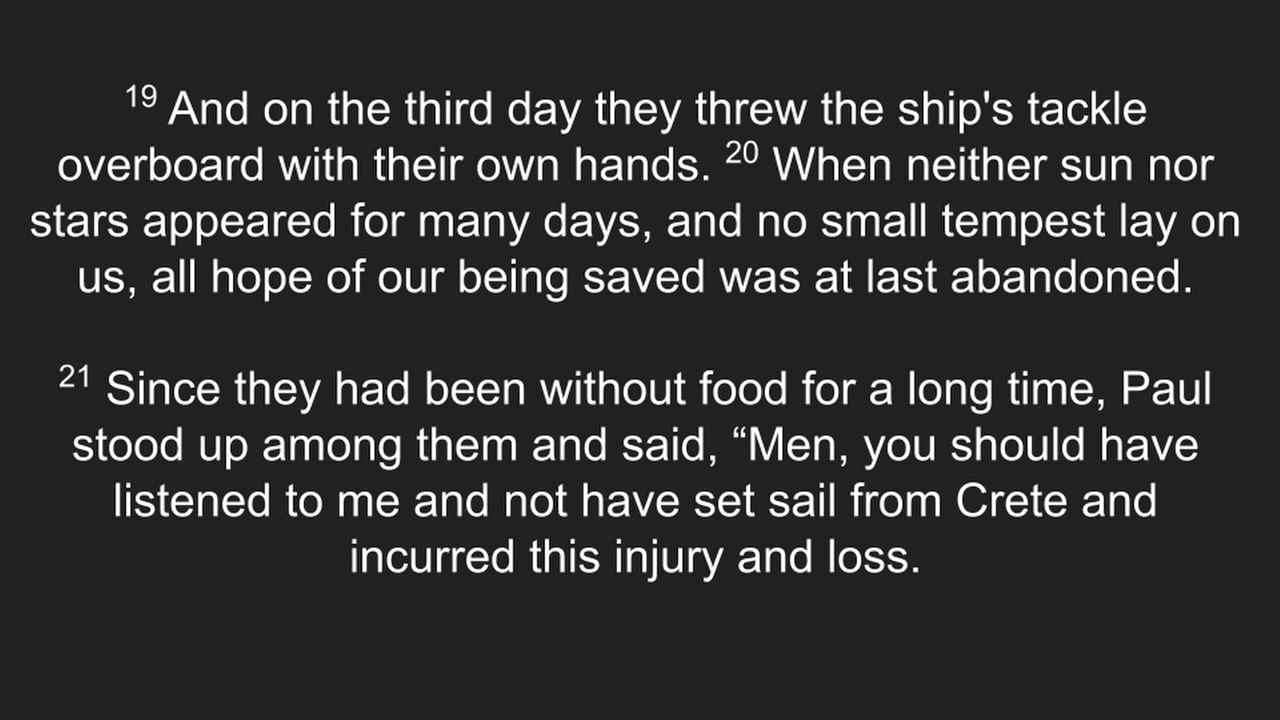 19 And on the third day they threw the ship's tackle
overboard with their own hands. 20 When neither sun nor
stars appeared for many days, and no small tempest lay on
us, all hope of our being saved was at last abandoned.
21 Since they had been without food for a long time, Paul
stood up among them and said, “Men, you should have
listened to me and not have set sail from Crete and
incurred this injury and loss.